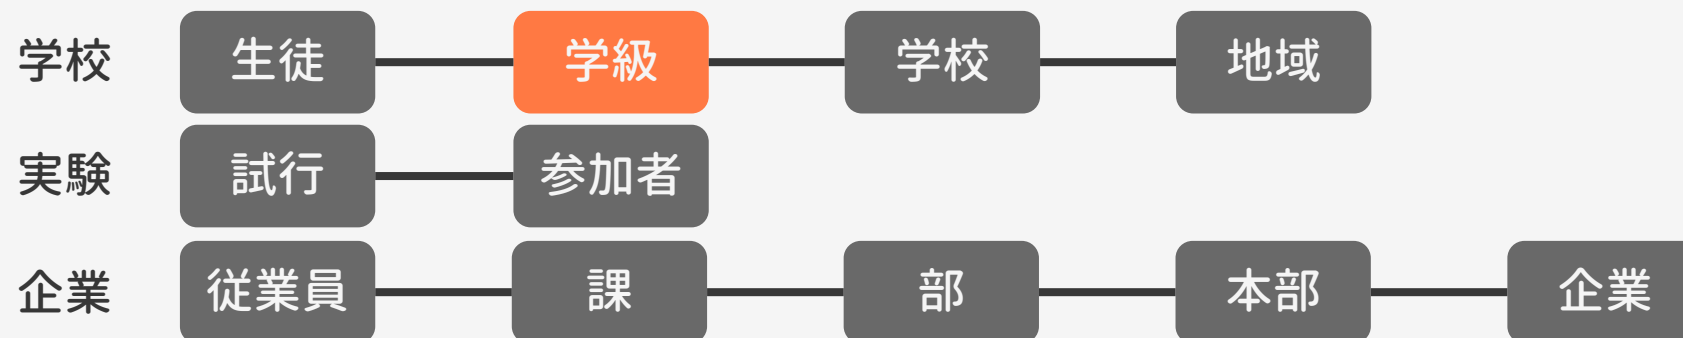 学校 生徒 学級 学校 地域
実験 試行 参加者
企業 従業員 課 部 本部 企業